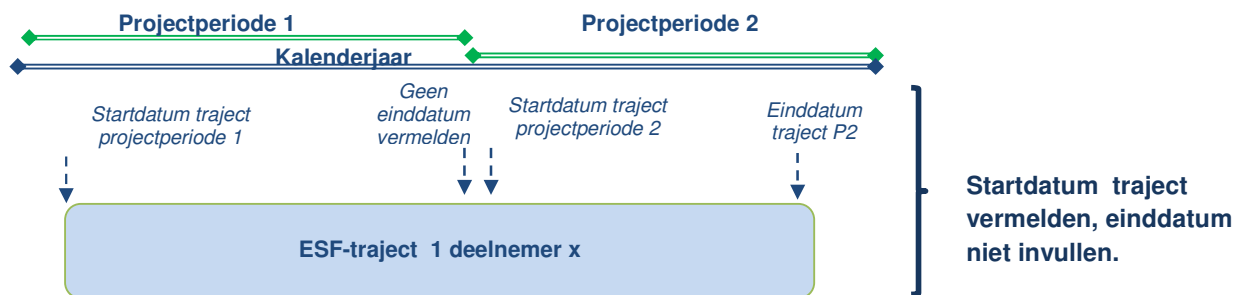 Projectperiode 1
Projectperiode 2
Kalenderjaar
Startdatum traject
projectperiode 1
Geen
einddatum
vermelden
Startdatum traject
projectperiode 2
Einddatum
traject P2
ESF-traject 1 deelnemer x
Startdatum traject
vermelden, einddatum
niet invullen.